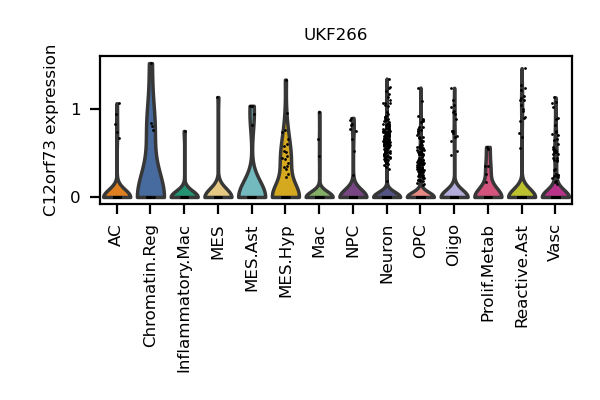 UKF266
C12orf73 expression
1
0
AC
Chromatin.Reg
Inflammatory.Mac
MES
MES.Ast
MES.Hyp
Mac
NPC
Neuron
OPC
Oligo
Prolif.Metab
Reactive.Ast
Vasc